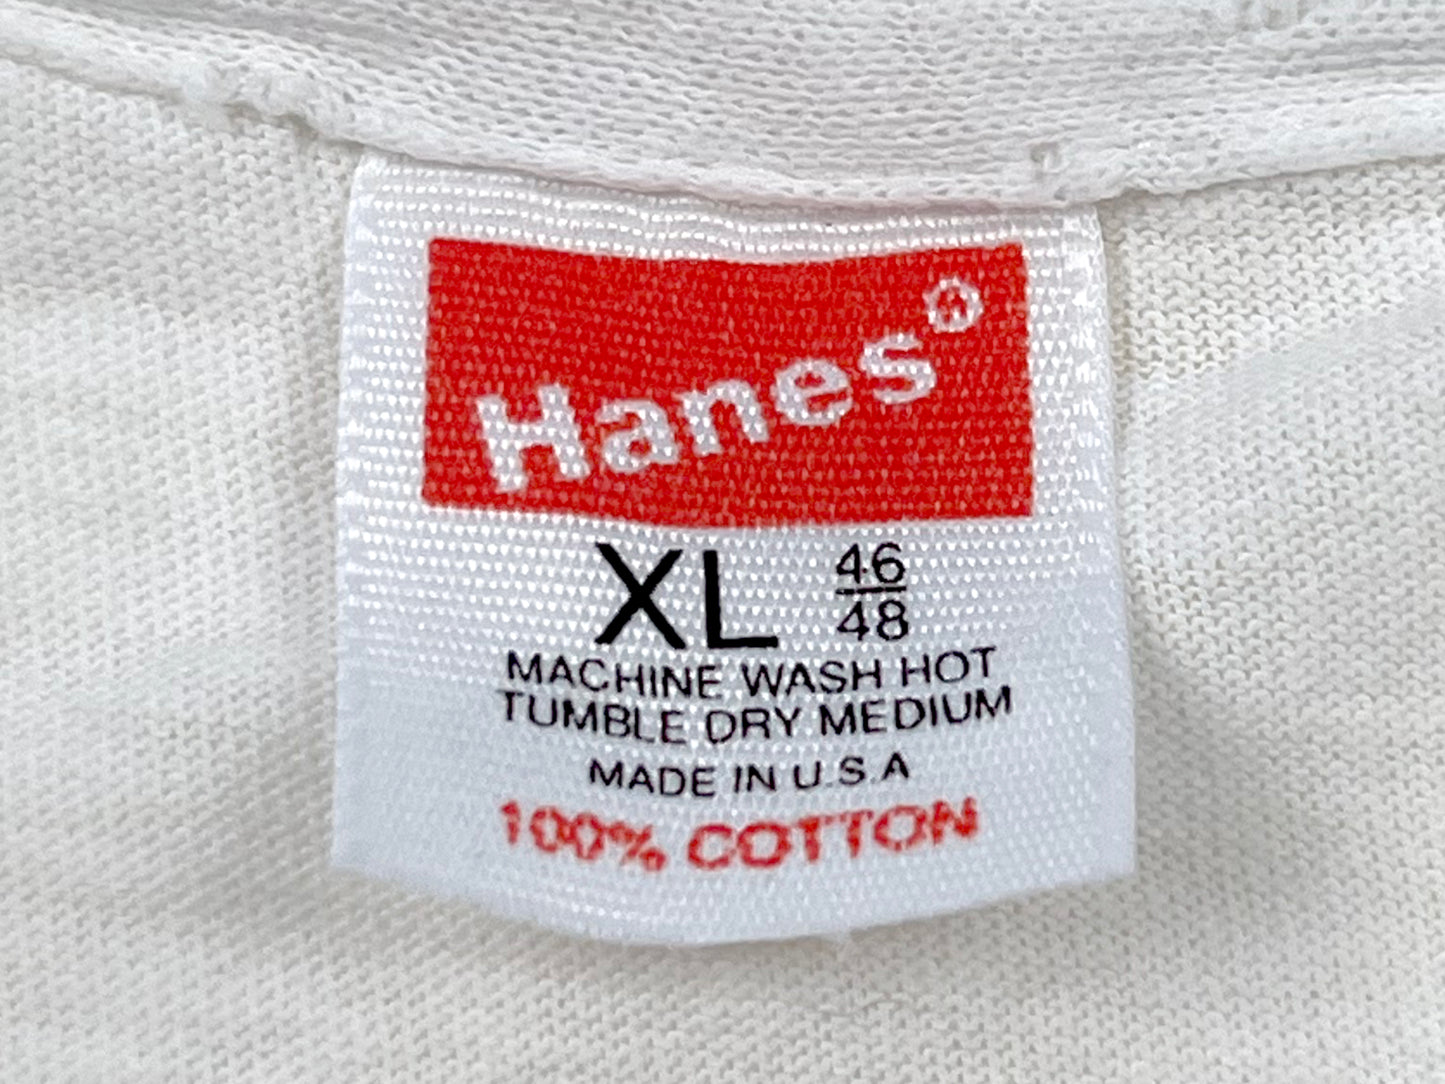 Hanes®
XL 46/48
MACHINE WASH HOT
TUMBLE DRY MEDIUM
MADE IN U.S.A
100% COTTON